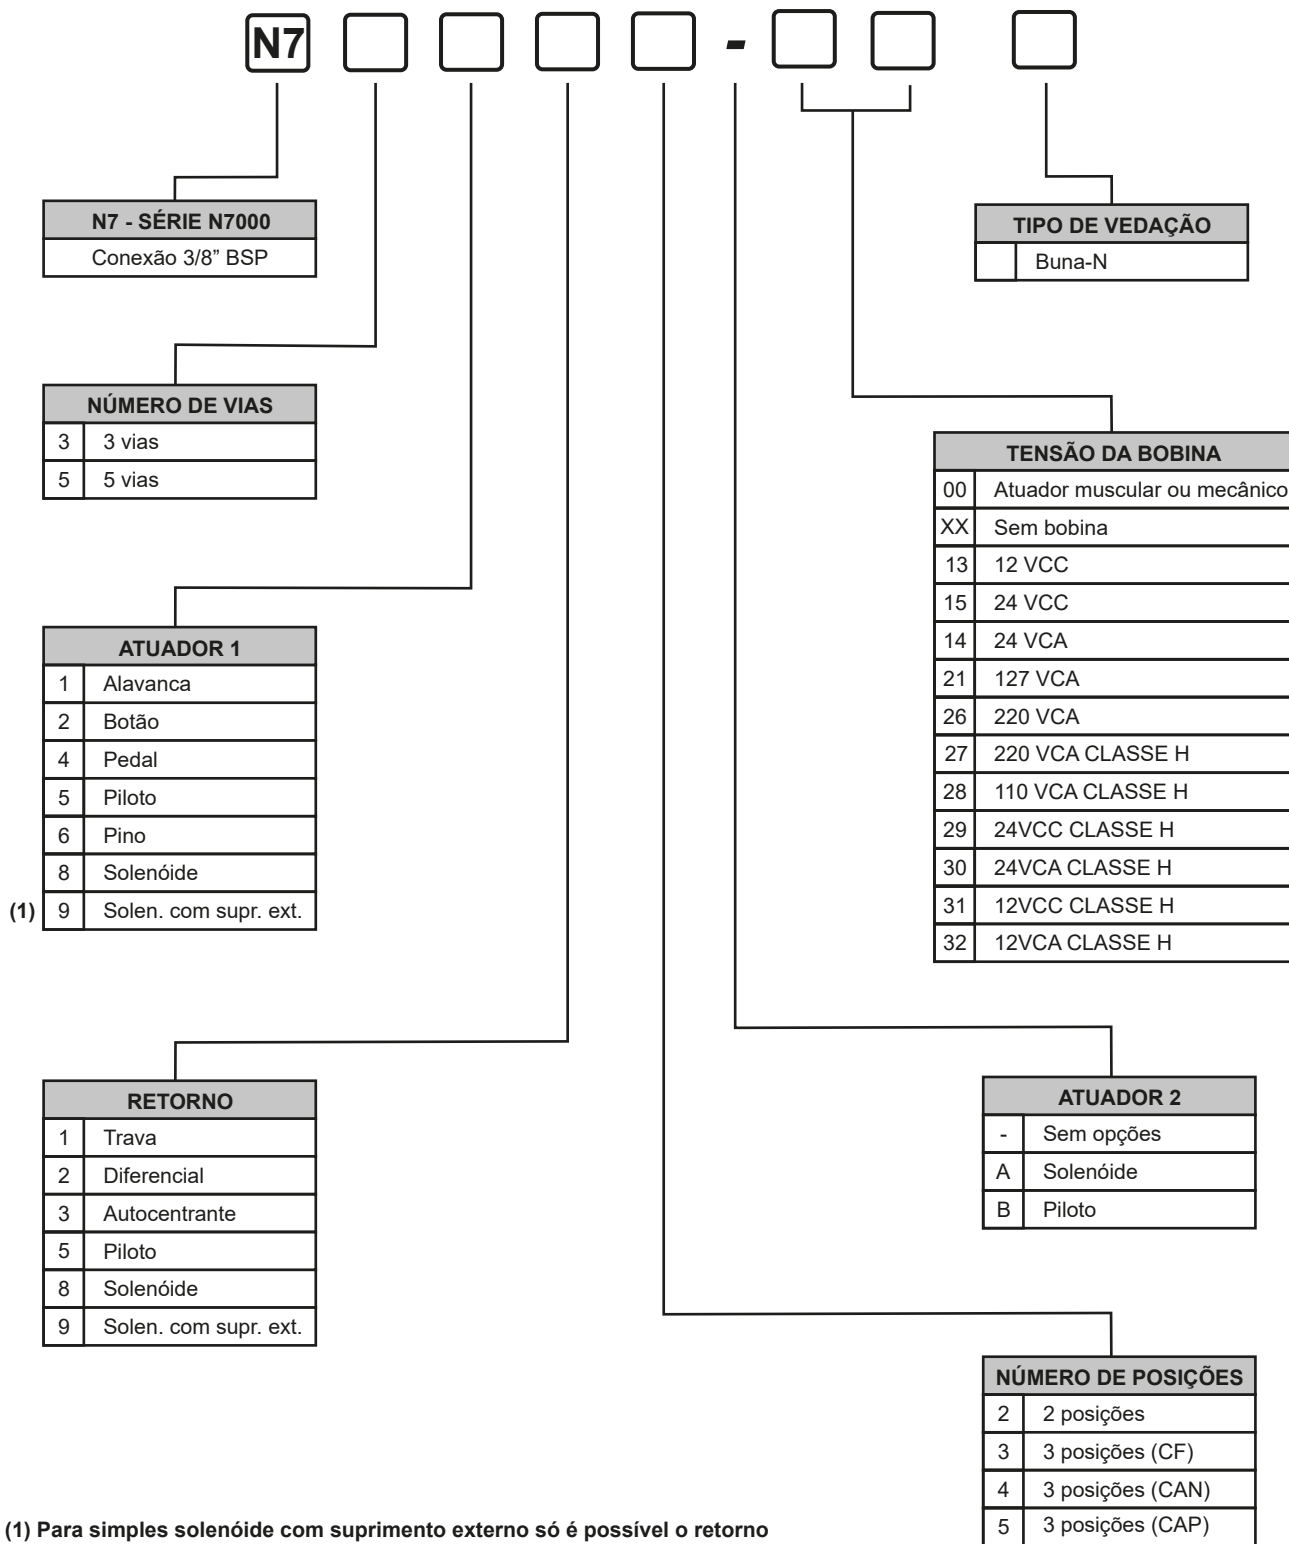 N7 -
N7 - SÉRIE N7000
Conexão 3/8” BSP
TIPO DE VEDAÇÃO
Buna-N
NÚMERO DE VIAS
3 3 vias
5 5 vias
TENSÃO DA BOBINA
00 Atuador muscular ou mecânico
XX Sem bobina
13 12 VCC
15 24 VCC
14 24 VCA
21 127 VCA
26 220 VCA
27 220 VCA CLASSE H
28 110 VCA CLASSE H
29 24VCC CLASSE H
30 24VCA CLASSE H
31 12VCC CLASSE H
32 12VCA CLASSE H
ATUADOR 1
1 Alavanca
2 Botão
4 Pedal
5 Piloto
6 Pino
8 Solenóide
(1) 9 Solen. com supr. ext.
RETORNO
1 Trava
2 Diferencial
3 Autocentrante
5 Piloto
8 Solenóide
9 Solen. com supr. ext.
ATUADOR 2
- Sem opções
A Solenóide
B Piloto
NÚMERO DE POSIÇÕES
2 2 posições
3 3 posições (CF)
4 3 posições (CAN)
5 3 posições (CAP)
(1) Para simples solenóide com suprimento externo só é possível o retorno